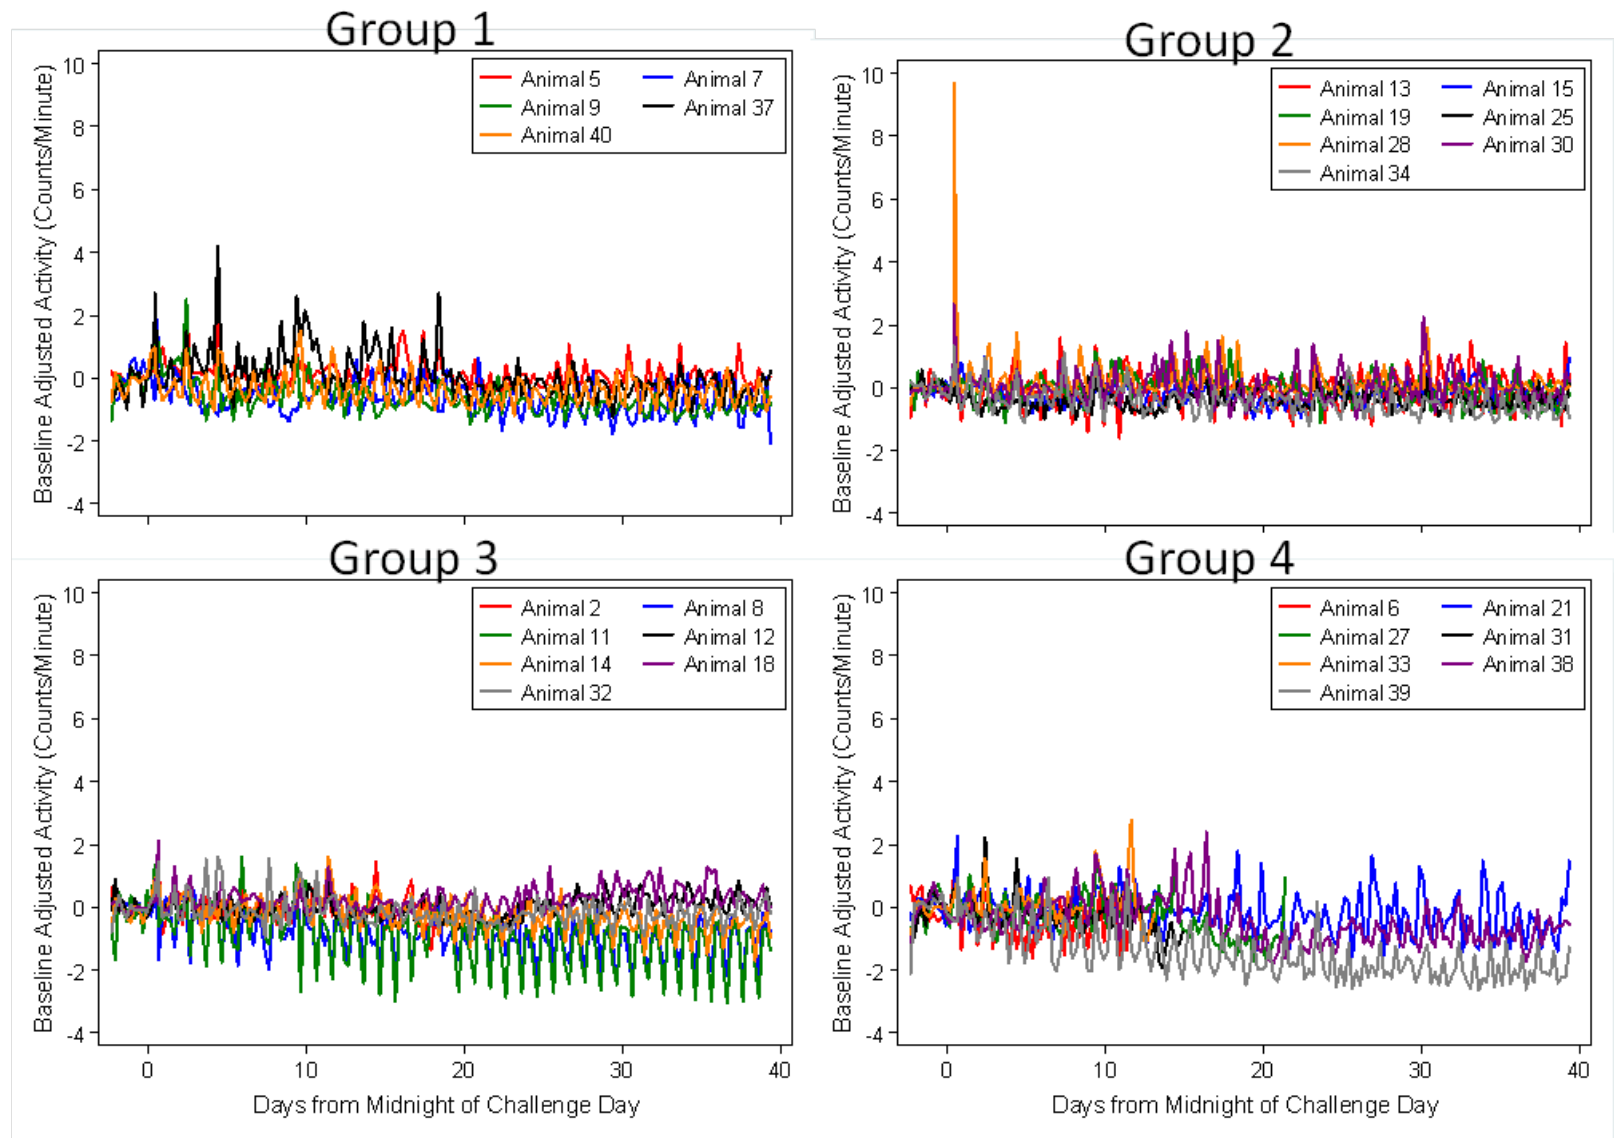 Group 1
Baseline Adjusted Activity (Counts/Minute)
10
8
6
4
2
0
-2
-4
Animal 5
Animal 7
Animal 9
Animal 37
Animal 40
Group 2
Baseline Adjusted Activity (Counts/Minute)
10
8
6
4
2
0
-2
-4
Animal 13
Animal 15
Animal 19
Animal 25
Animal 28
Animal 30
Animal 34
Group 3
Baseline Adjusted Activity (Counts/Minute)
10
8
6
4
2
0
-2
-4
Animal 2
Animal 8
Animal 11
Animal 12
Animal 14
Animal 18
Animal 32
0 10 20 30 40
Days from Midnight of Challenge Day
Group 4
Baseline Adjusted Activity (Counts/Minute)
10
8
6
4
2
0
-2
-4
Animal 6
Animal 21
Animal 27
Animal 31
Animal 33
Animal 38
Animal 39
0 10 20 30 40
Days from Midnight of Challenge Day